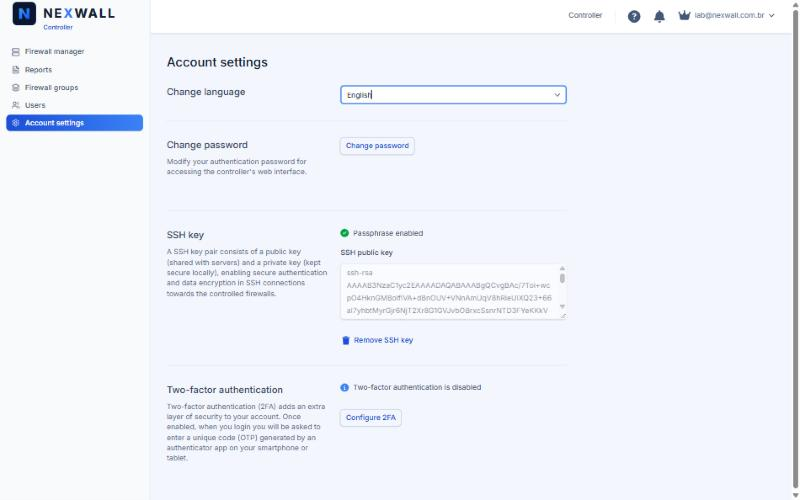 NEXWALL
Controller
Controller
lab@nexwall.com.br
Firewall manager
Reports
Firewall groups
Users
Account settings
Account settings
Change language
English
Change password
Modify your authentication password for
accessing the controller's web interface.
Change password
SSH key
A SSH key pair consists of a public key
(shared with servers) and a private key (kept
secure locally), enabling secure authentication
and data encryption in SSH connections
towards the controlled firewalls.
Passphrase enabled
SSH public key
ssh-rsa
Remove SSH key
Two-factor authentication
Two-factor authentication (2FA) adds an extra
layer of security to your account. Once
enabled, when you login you will be asked to
enter a unique code (OTP) generated by an
authenticator app on your smartphone or
tablet.
Two-factor authentication is disabled
Configure 2FA